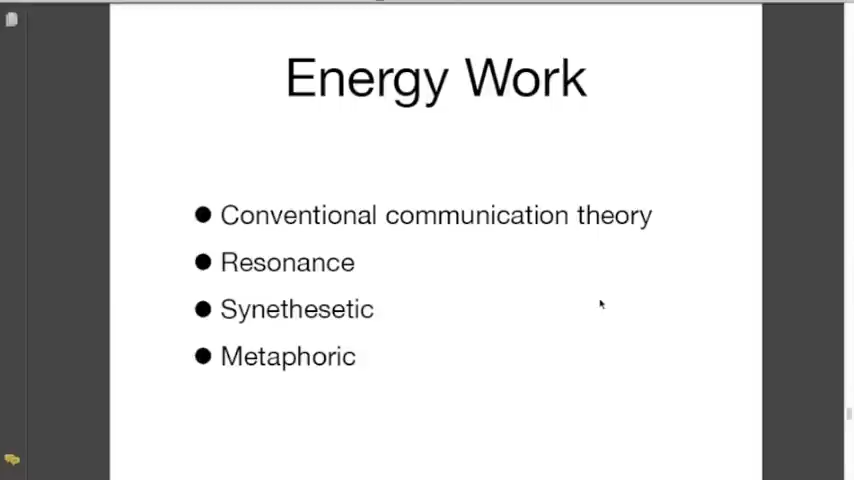 Energy Work
● Conventional communication theory
● Resonance
● Synethesetic
● Metaphoric